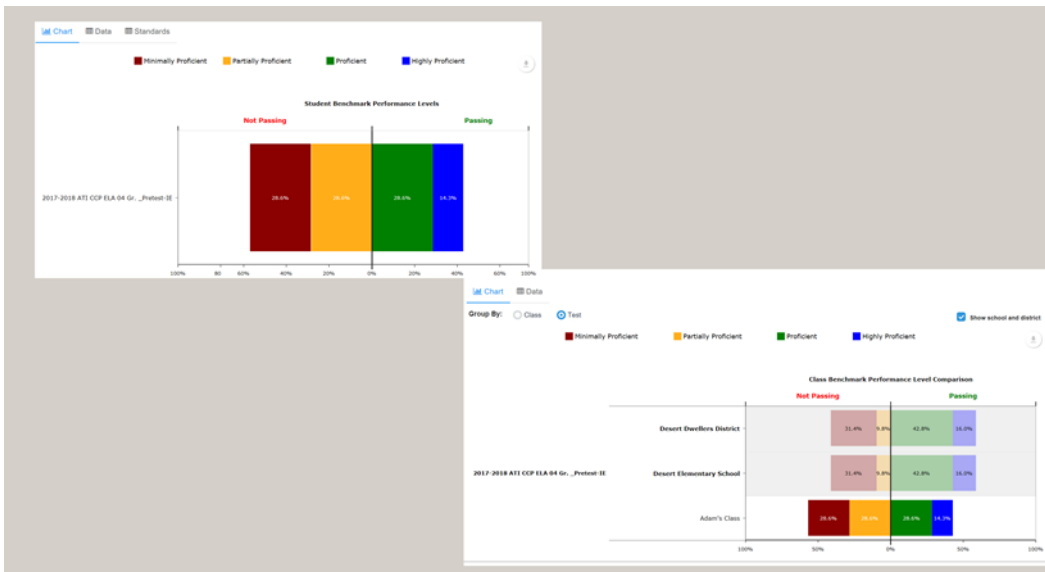 Chart Data Standards
Minimally Proficient Partially Proficient Proficient Highly Proficient
Student Benchmark Performance Levels
Not Passing Passing
2017-2018 ATI CCP ELA 04 Gr. _Pretest-IE
28.6% 28.6% 28.6% 14.3%
100% 80 60% 40% 20% 0% 20% 40% 60% 100%
Chart Data
Group By: Class Test
Show school and district
Minimally Proficient Partially Proficient Proficient Highly Proficient
Class Benchmark Performance Level Comparison
Not Passing Passing
Desert Dwellers District
31.4% 9.8% 42.8% 16.0%
2017-2018 ATI CCP ELA 04 Gr. _Pretest-IE
Desert Elementary School
31.4% 9.8% 42.8% 16.0%
Adam's Class
28.6% 28.6% 28.6% 14.3%
100% 50% 0% 50% 100%